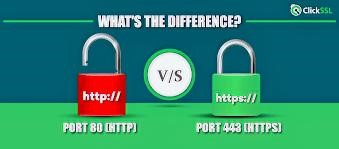 WHAT'S THE DIFFERENCE?
ClickSSL
http://
V/S
https://
PORT 80 (HTTP)
PORT 443 (HTTPS)